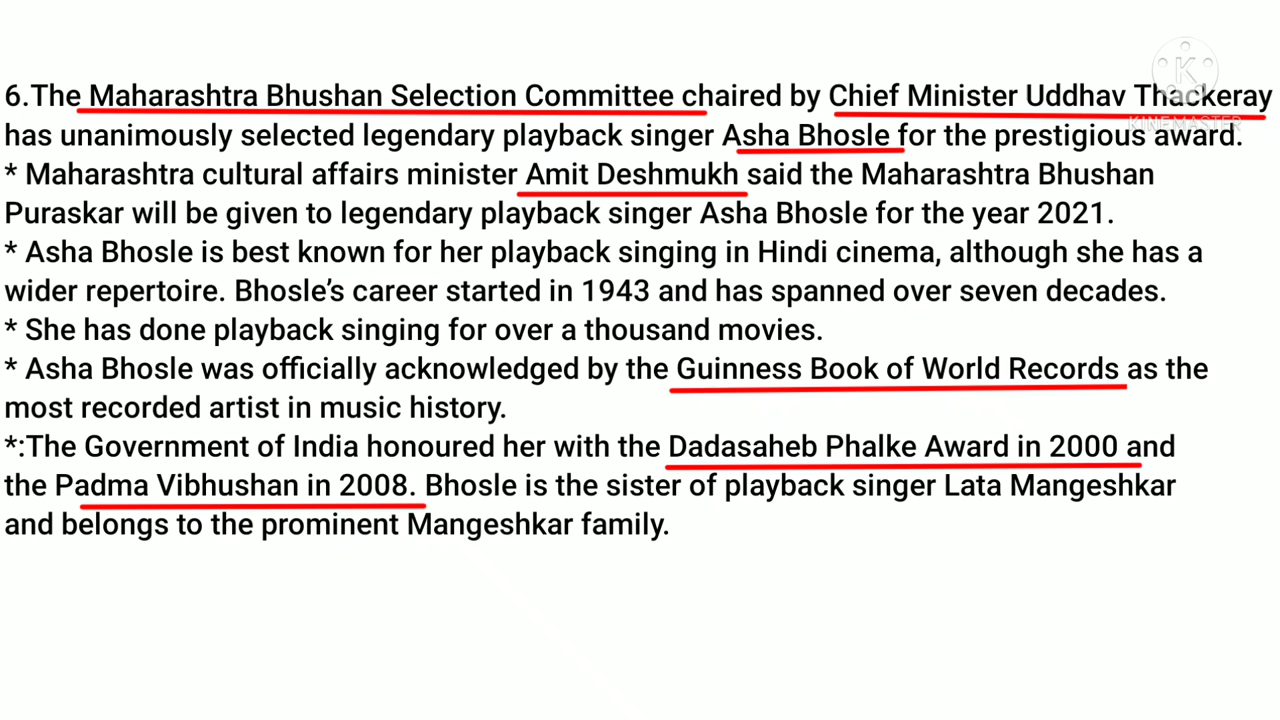 6.The Maharashtra Bhushan Selection Committee chaired by Chief Minister Uddhav Thackeray
has unanimously selected legendary playback singer Asha Bhosle for the prestigious award.
* Maharashtra cultural affairs minister Amit Deshmukh said the Maharashtra Bhushan
Puraskar will be given to legendary playback singer Asha Bhosle for the year 2021.
* Asha Bhosle is best known for her playback singing in Hindi cinema, although she has a
wider repertoire. Bhosle’s career started in 1943 and has spanned over seven decades.
* She has done playback singing for over a thousand movies.
* Asha Bhosle was officially acknowledged by the Guinness Book of World Records as the
most recorded artist in music history.
*:The Government of India honoured her with the Dadasaheb Phalke Award in 2000 and
the Padma Vibhushan in 2008. Bhosle is the sister of playback singer Lata Mangeshkar
and belongs to the prominent Mangeshkar family.
K
KINEMASTER